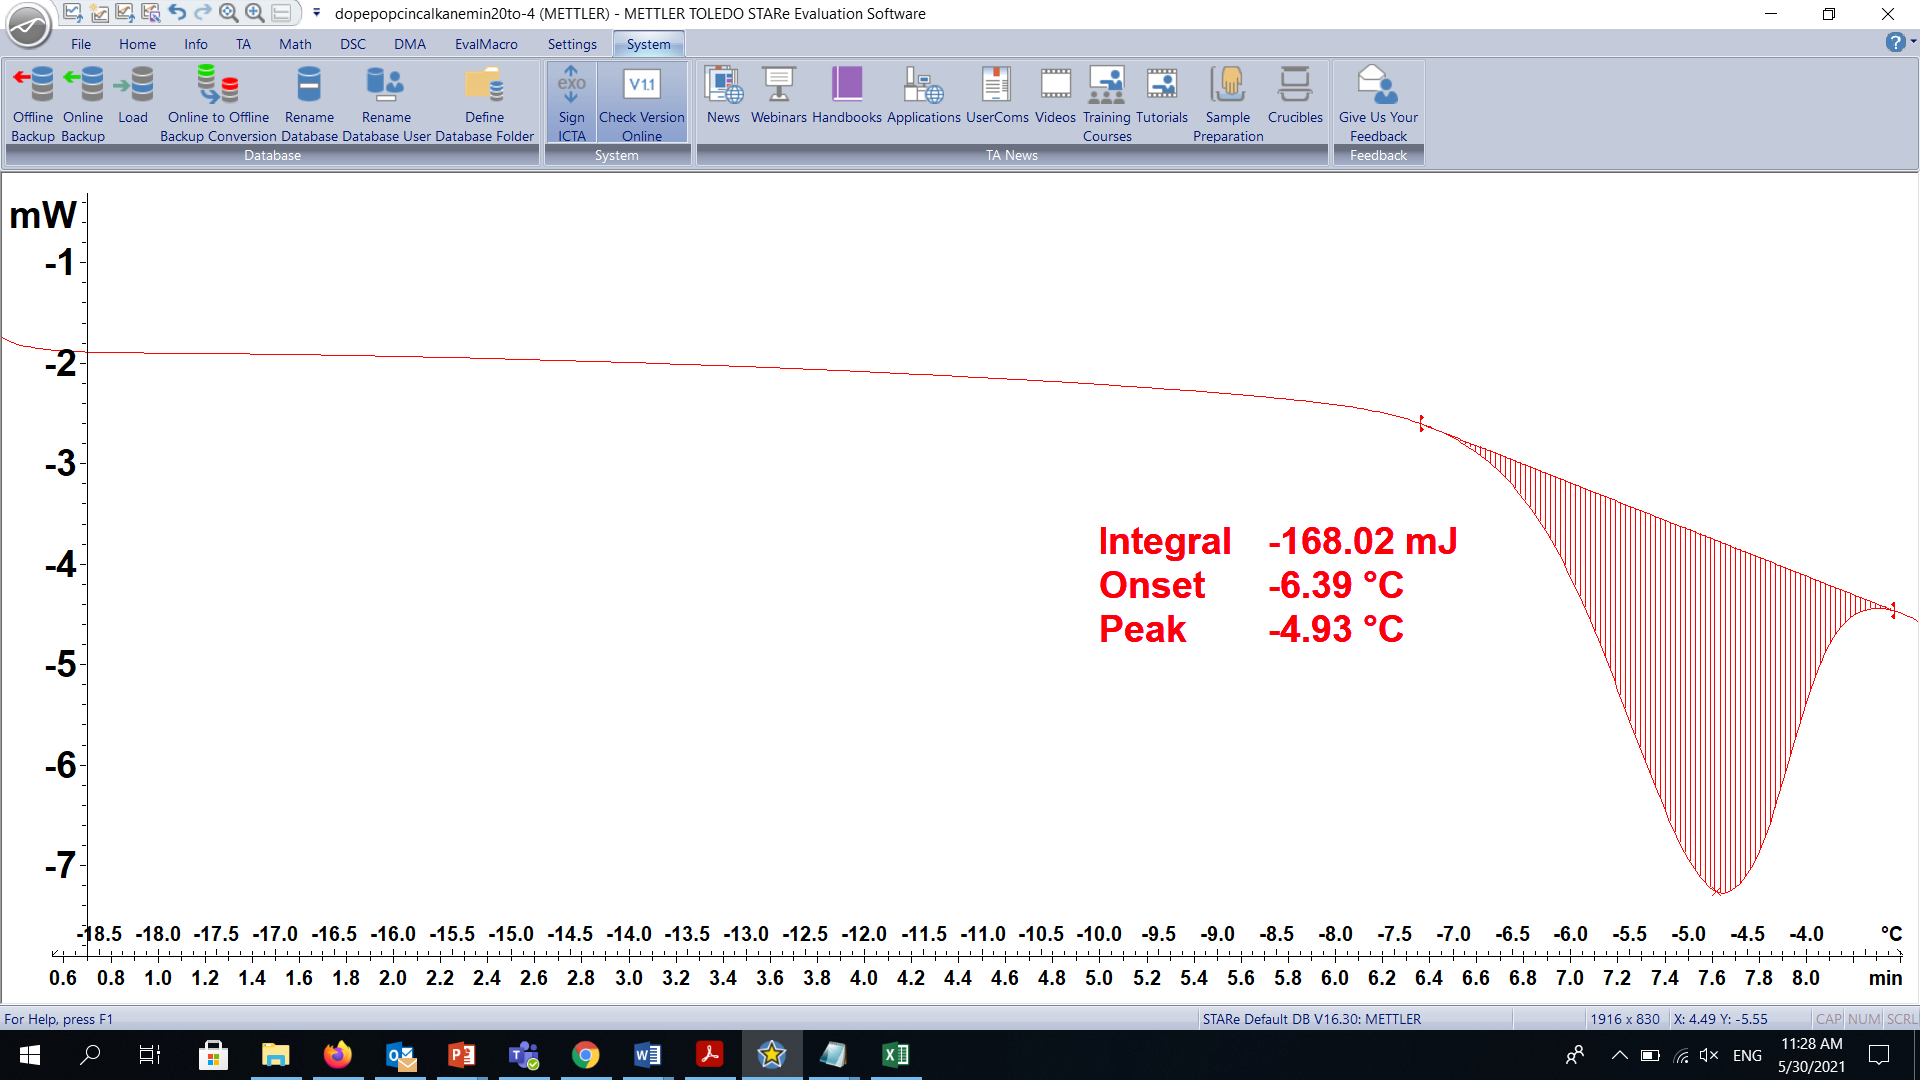 dopepopcincalkanemin20to-4 (METTLER) - METTLER TOLEDO STARe Evaluation Software
File Home Info TA Math DSC DMA EvalMacro Settings System
Offline Backup
Online Backup
Load
Online to Offline Backup Conversion
Rename Database
Rename Database User
Define Database Folder
exo
Sign ICTA
V1.1
Check Version Online
News
Webinars
Handbooks
Applications
UserComs
Videos
Training Courses
Tutorials
Sample Preparation
Crucibles
Give Us Your Feedback
Database
System
TA News
Feedback
mW
-1
-2
-3
-4
-5
-6
-7
Integral -168.02 mJ
Onset -6.39 °C
Peak -4.93 °C
-18.5 -18.0 -17.5 -17.0 -16.5 -16.0 -15.5 -15.0 -14.5 -14.0 -13.5 -13.0 -12.5 -12.0 -11.5 -11.0 -10.5 -10.0 -9.5 -9.0 -8.5 -8.0 -7.5 -7.0 -6.5 -6.0 -5.5 -5.0 -4.5 -4.0 °C
0.6 0.8 1.0 1.2 1.4 1.6 1.8 2.0 2.2 2.4 2.6 2.8 3.0 3.2 3.4 3.6 3.8 4.0 4.2 4.4 4.6 4.8 5.0 5.2 5.4 5.6 5.8 6.0 6.2 6.4 6.6 6.8 7.0 7.2 7.4 7.6 7.8 8.0 min
For Help, press F1
STARe Default DB V16.30: METTLER
1916 x 830
X: 4.49 Y: -5.55
CAP NUM SCRL
ENG
11:28 AM
5/30/2021